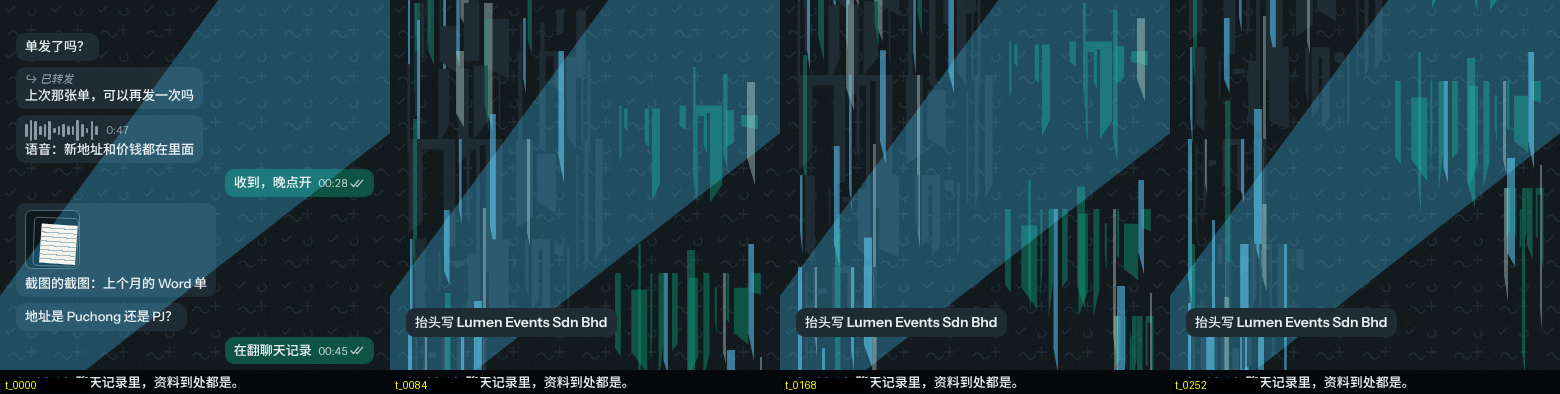 单发了吗?
已转发
上次那张单，可以再发一次吗
0:47
语音：新地址和价钱都在里面
收到，晚点开 00:28
截图的截图：上个月的 Word 单
地址是 Puchong 还是 PJ?
在翻聊天记录 00:45
天记录里，资料到处都是。
t_0000
抬头写 Lumen Events Sdn Bhd
天记录里，资料到处都是。
t_0084
抬头写 Lumen Events Sdn Bhd
天记录里，资料到处都是。
t_0168
抬头写 Lumen Events Sdn Bhd
天记录里，资料到处都是。
t_0252